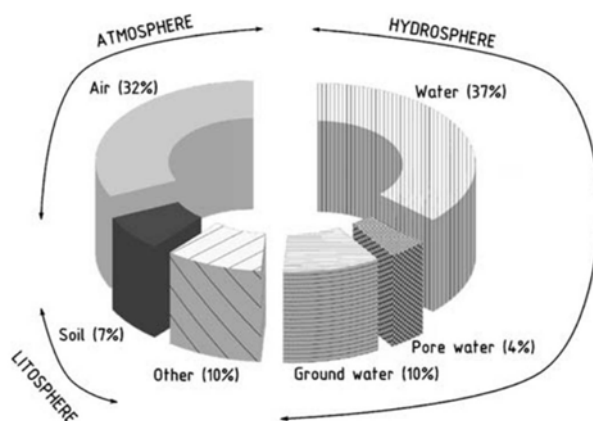 ATMOSPHERE
HYDROSPHERE
Air (32%)
Water (37%)
Soil (7%)
Pore water (4%)
Other (10%)
Ground water (10%)
LITOSPHERE